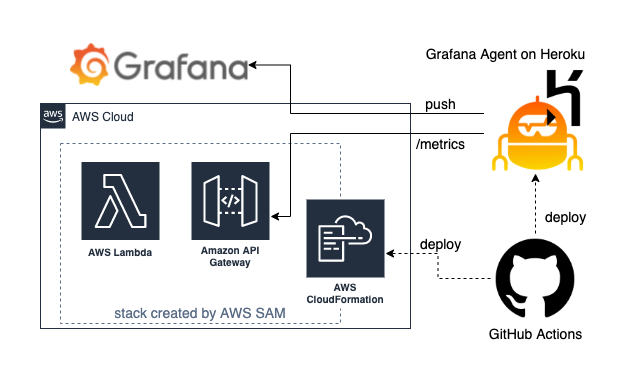 Grafana Agent on Heroku
Grafana
push
aws
AWS Cloud
/metrics
AWS Lambda
Amazon API
Gateway
deploy
deploy
AWS
CloudFormation
stack created by AWS SAM
GitHub Actions